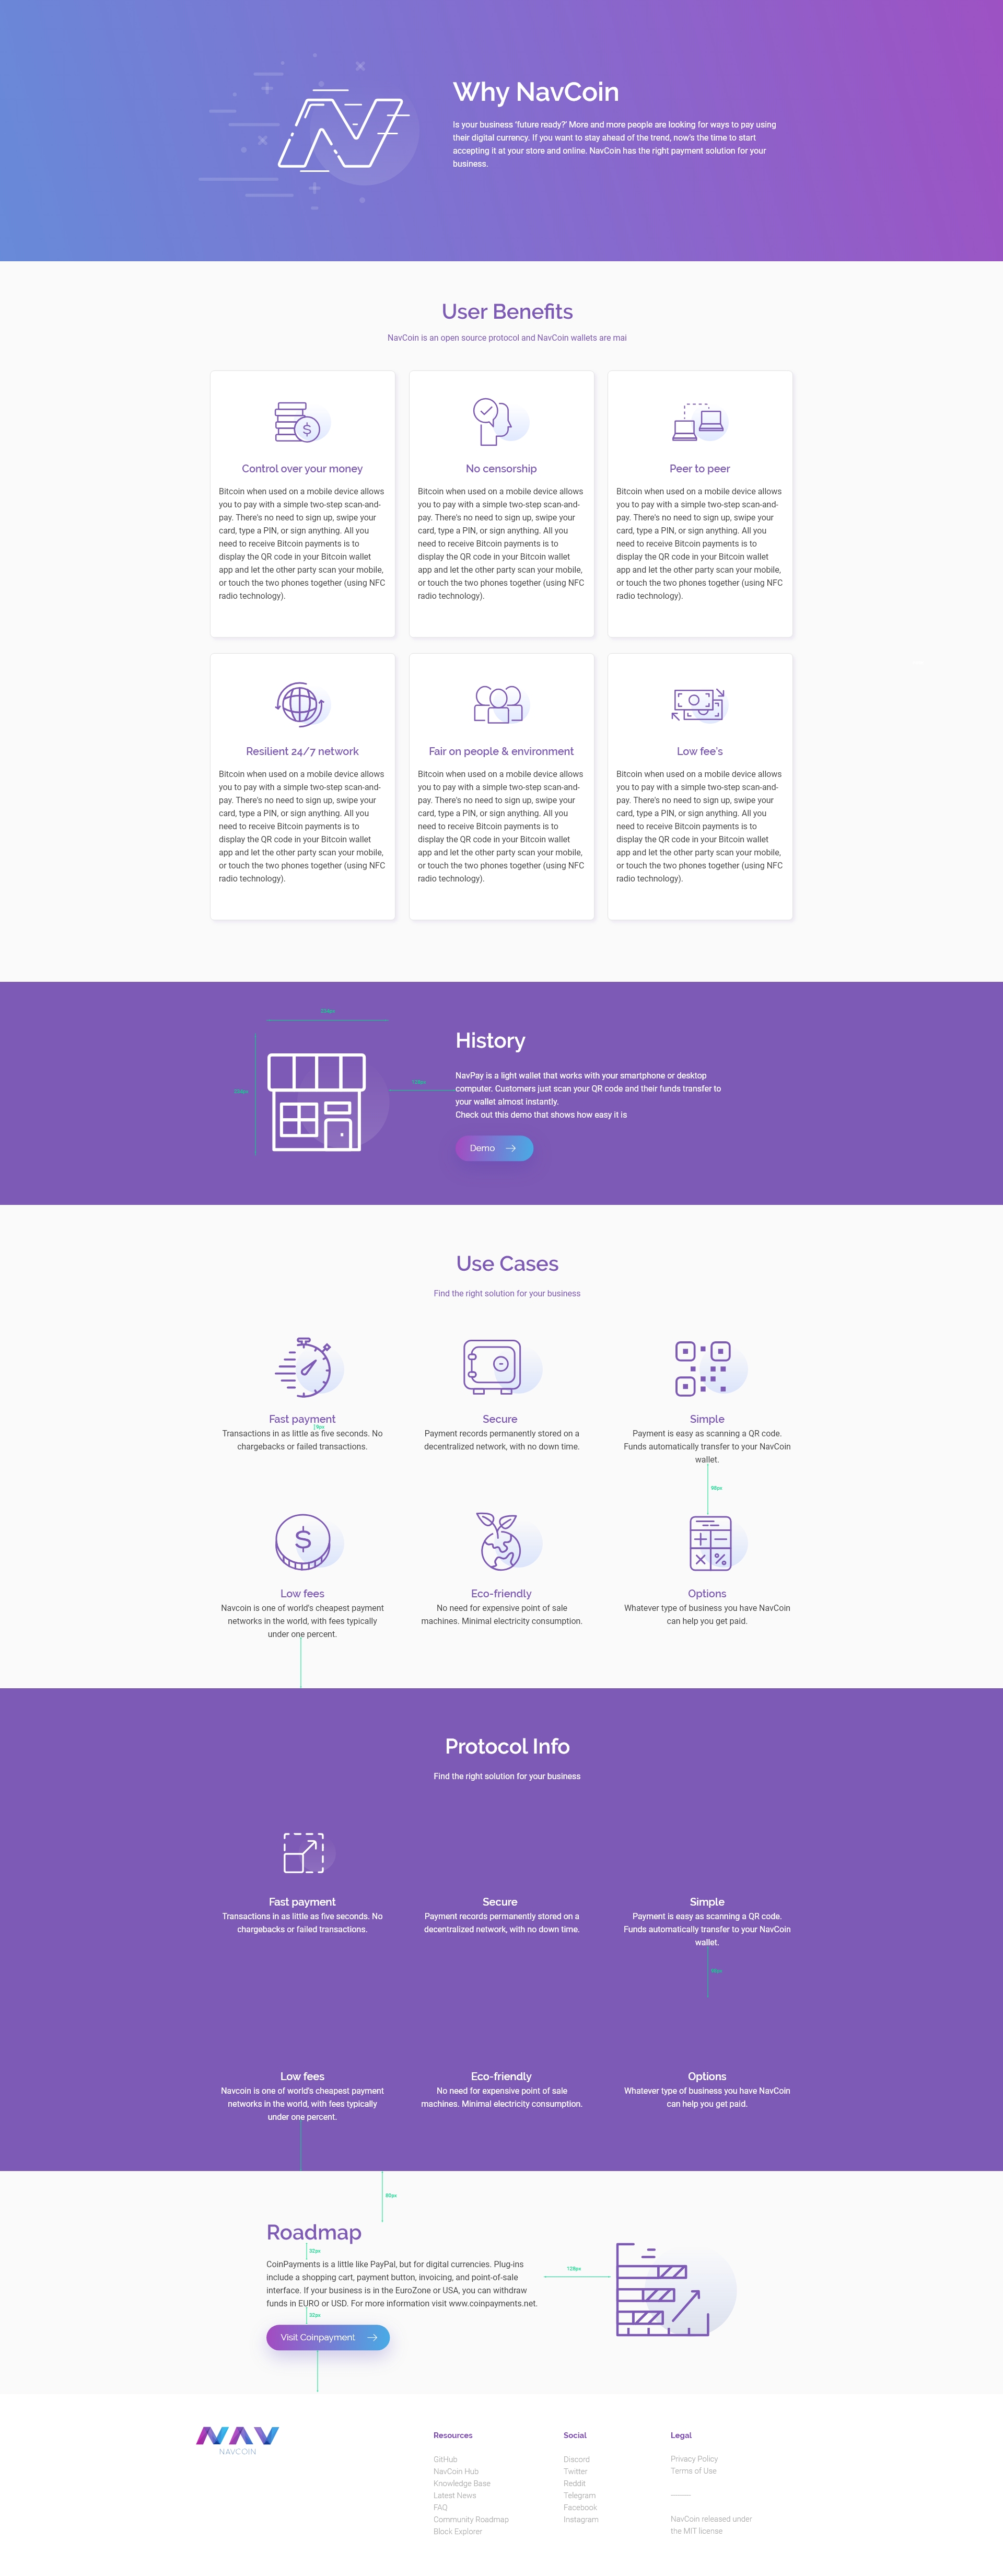 Why NavCoin
Is your business 'future ready?' More and more people are looking for ways to pay using
their digital currency. If you want to stay ahead of the trend, now's the time to start
accepting it at your store and online. NavCoin has the right payment solution for your
business.
User Benefits
NavCoin is an open source protocol and NavCoin wallets are mai
Control over your money
Bitcoin when used on a mobile device allows
you to pay with a simple two-step scan-and-
pay. There's no need to sign up, swipe your
card, type a PIN, or sign anything. All you
need to receive Bitcoin payments is to
display the QR code in your Bitcoin wallet
app and let the other party scan your mobile,
or touch the two phones together (using NFC
radio technology).
No censorship
Bitcoin when used on a mobile device allows
you to pay with a simple two-step scan-and-
pay. There's no need to sign up, swipe your
card, type a PIN, or sign anything. All you
need to receive Bitcoin payments is to
display the QR code in your Bitcoin wallet
app and let the other party scan your mobile,
or touch the two phones together (using NFC
radio technology).
Peer to peer
Bitcoin when used on a mobile device allows
you to pay with a simple two-step scan-and-
pay. There's no need to sign up, swipe your
card, type a PIN, or sign anything. All you
need to receive Bitcoin payments is to
display the QR code in your Bitcoin wallet
app and let the other party scan your mobile,
or touch the two phones together (using NFC
radio technology).
Resilient 24/7 network
Bitcoin when used on a mobile device allows
you to pay with a simple two-step scan-and-
pay. There's no need to sign up, swipe your
card, type a PIN, or sign anything. All you
need to receive Bitcoin payments is to
display the QR code in your Bitcoin wallet
app and let the other party scan your mobile,
or touch the two phones together (using NFC
radio technology).
Fair on people & environment
Bitcoin when used on a mobile device allows
you to pay with a simple two-step scan-and-
pay. There's no need to sign up, swipe your
card, type a PIN, or sign anything. All you
need to receive Bitcoin payments is to
display the QR code in your Bitcoin wallet
app and let the other party scan your mobile,
or touch the two phones together (using NFC
radio technology).
Low fee's
Bitcoin when used on a mobile device allows
you to pay with a simple two-step scan-and-
pay. There's no need to sign up, swipe your
card, type a PIN, or sign anything. All you
need to receive Bitcoin payments is to
display the QR code in your Bitcoin wallet
app and let the other party scan your mobile,
or touch the two phones together (using NFC
radio technology).
128px
History
NavPay is a light wallet that works with your smartphone or desktop
computer. Customers just scan your QR code and their funds transfer to
your wallet almost instantly.
Check out this demo that shows how easy it is
Demo
Use Cases
Find the right solution for your business
Fast payment
Transactions in as little as five seconds. No
chargebacks or failed transactions.
Secure
Payment records permanently stored on a
decentralized network, with no down time.
Simple
Payment is easy as scanning a QR code.
Funds automatically transfer to your NavCoin
wallet.
98px
Low fees
Navcoin is one of world's cheapest payment
networks in the world, with fees typically
under one percent.
Eco-friendly
No need for expensive point of sale
machines. Minimal electricity consumption.
Options
Whatever type of business you have NavCoin
can help you get paid.
Protocol Info
Find the right solution for your business
Fast payment
Transactions in as little as five seconds. No
chargebacks or failed transactions.
Secure
Payment records permanently stored on a
decentralized network, with no down time.
Simple
Payment is easy as scanning a QR code.
Funds automatically transfer to your NavCoin
wallet.
98px
Low fees
Navcoin is one of world's cheapest payment
networks in the world, with fees typically
under one percent.
Eco-friendly
No need for expensive point of sale
machines. Minimal electricity consumption.
Options
Whatever type of business you have NavCoin
can help you get paid.
Roadmap
32px
CoinPayments is a little like PayPal, but for digital currencies. Plug-ins
include a shopping cart, payment button, invoicing, and point-of-sale
interface. If your business is in the EuroZone or USA, you can withdraw
funds in EURO or USD. For more information visit www.coinpayments.net.
32px
Visit Coinpayment
128px
NAV
NAVCOIN
Resources
GitHub
NavCoin Hub
Knowledge Base
Latest News
FAQ
Community Roadmap
Block Explorer
Social
Discord
Twitter
Reddit
Telegram
Facebook
Instagram
Legal
Privacy Policy
Terms of Use
NavCoin released under
the MIT license